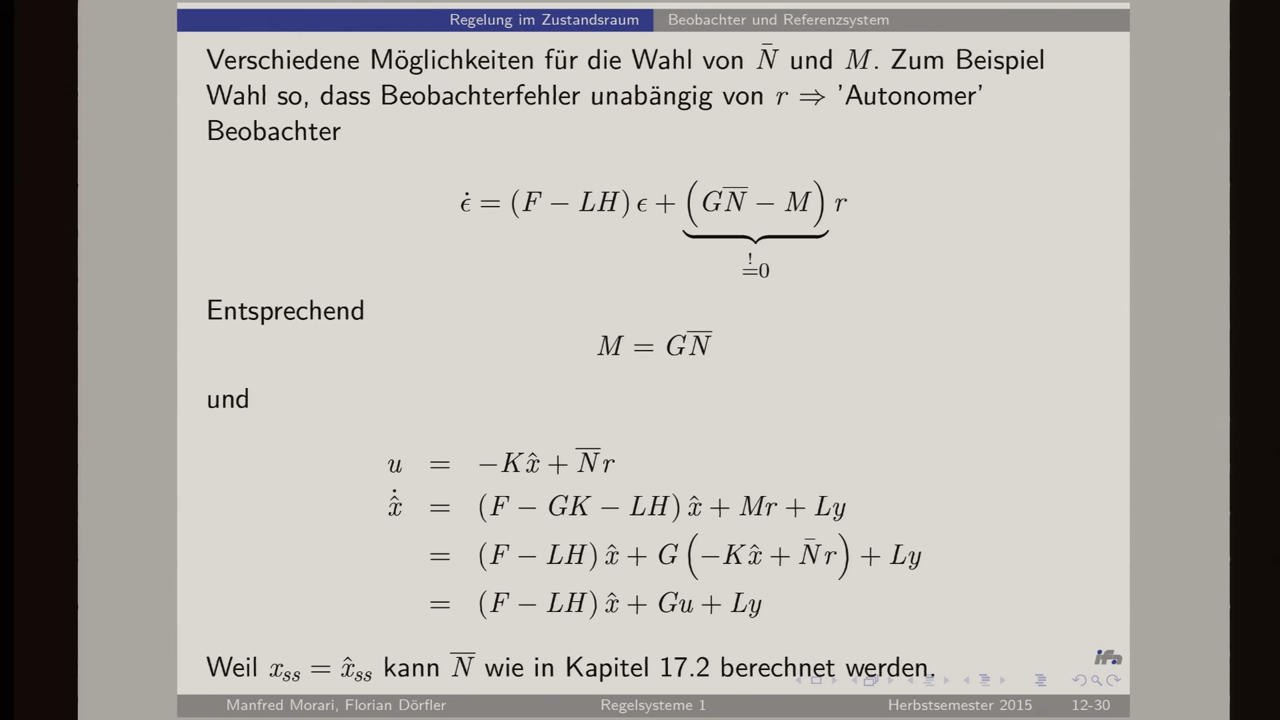 Regelung im Zustandsraum Beobachter und Referenzsystem
Verschiedene Möglichkeiten für die Wahl von N̄ und M. Zum Beispiel
Wahl so, dass Beobachterfehler unabängig von r ⇒ 'Autonomer'
Beobachter
ϵ̇ = (F − LH) ϵ + (GN̅ − M) r
!
=0
Entsprechend
M = GN̅
und
u = −Kx̂ + N̅r
x̂̇ = (F − GK − LH) x̂ + Mr + Ly
= (F − LH) x̂ + G (−Kx̂ + N̄r) + Ly
= (F − LH) x̂ + Gu + Ly
Weil xₛₛ = x̂ₛₛ kann N̅ wie in Kapitel 17.2 berechnet werden.
ifa
Manfred Morari, Florian Dörfler Regelsysteme 1 Herbstsemester 2015 12-30